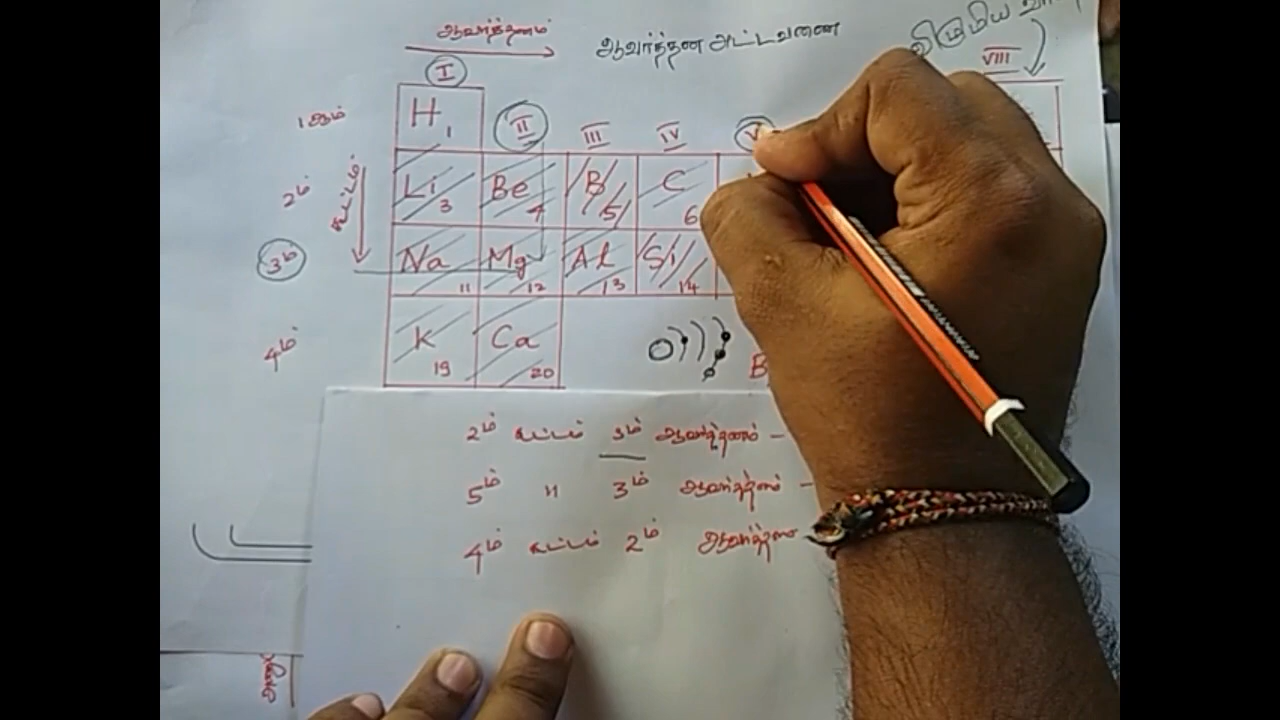 ஆவர்த்தனம்
ஆவர்த்தன அட்டவணை
விழுமிய
I II III IV V VIII
1ஆம் H 1
2ம் Li 3 Be 4 B 5 C 6
கூட்டம்
3ம் Na 11 Mg 12 Al 13 Si 14
4ம் K 19 Ca 20 B
2ம் கூட்டம் 3ம் ஆவர்த்தனம் –
5ம் " 3ம் ஆவர்த்தனம் –
4ம் கூட்டம் 2ம் ஆவர்த்தன